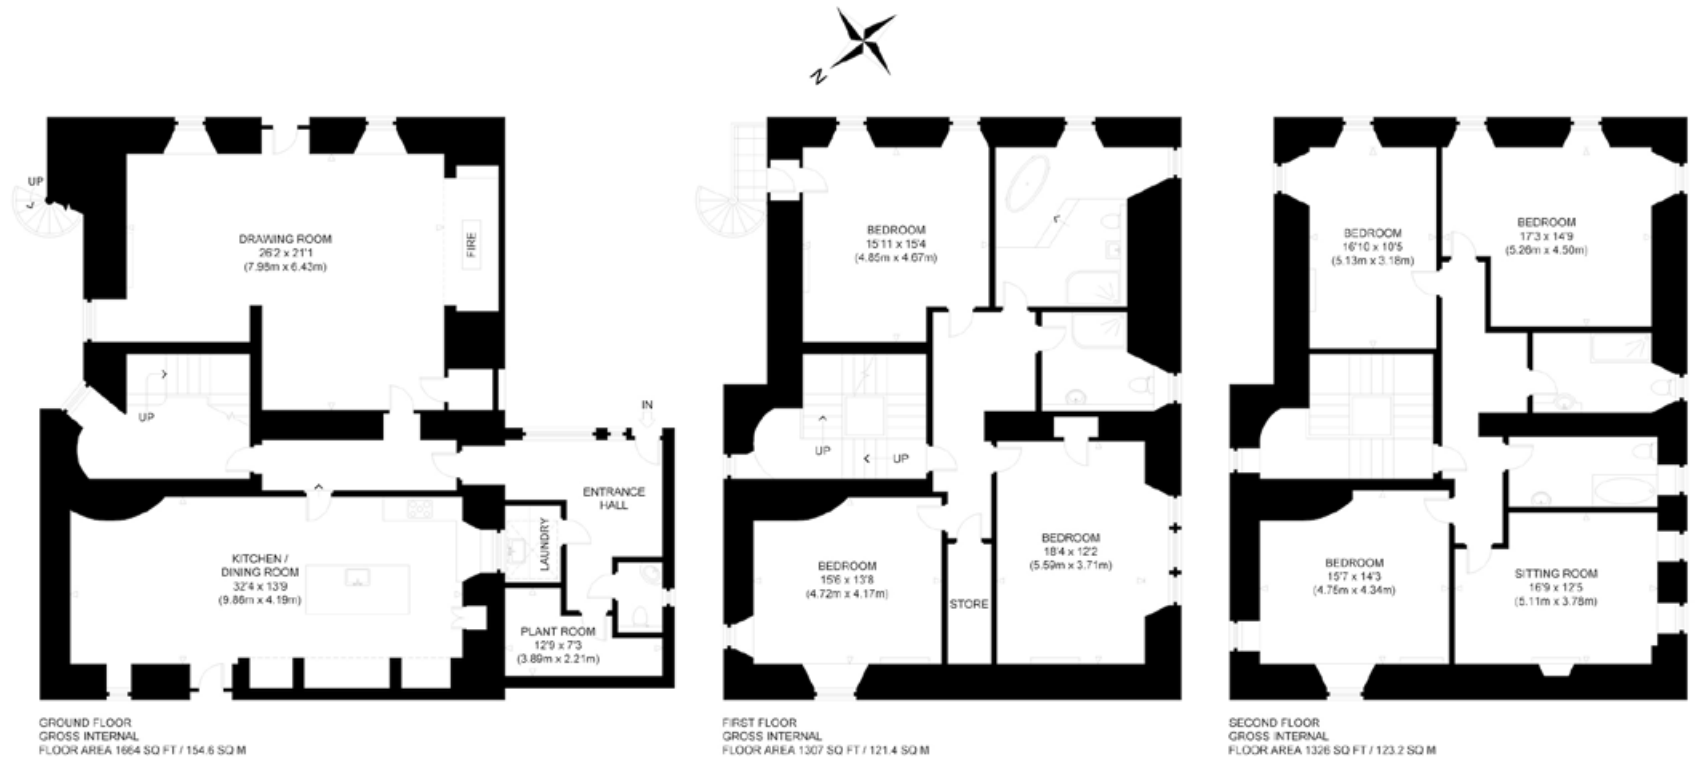 N
UP
DRAWING ROOM
26'2 x 21'1
(7.98m x 6.43m)
FIRE
UP
IN
ENTRANCE
HALL
LAUNDRY
KITCHEN /
DINING ROOM
32'4 x 13'9
(9.86m x 4.19m)
PLANT ROOM
12'9 x 7'3
(3.89m x 2.21m)
GROUND FLOOR
GROSS INTERNAL
FLOOR AREA 1664 SQ FT / 154.6 SQ M
BEDROOM
15'11 x 15'4
(4.85m x 4.67m)
UP
UP
BEDROOM
18'4 x 12'2
(5.59m x 3.71m)
BEDROOM
15'6 x 13'8
(4.72m x 4.17m)
STORE
FIRST FLOOR
GROSS INTERNAL
FLOOR AREA 1307 SQ FT / 121.4 SQ M
BEDROOM
16'10 x 10'5
(5.13m x 3.18m)
BEDROOM
17'3 x 14'9
(5.26m x 4.50m)
BEDROOM
15'7 x 14'3
(4.75m x 4.34m)
SITTING ROOM
16'9 x 12'5
(5.11m x 3.78m)
SECOND FLOOR
GROSS INTERNAL
FLOOR AREA 1326 SQ FT / 123.2 SQ M